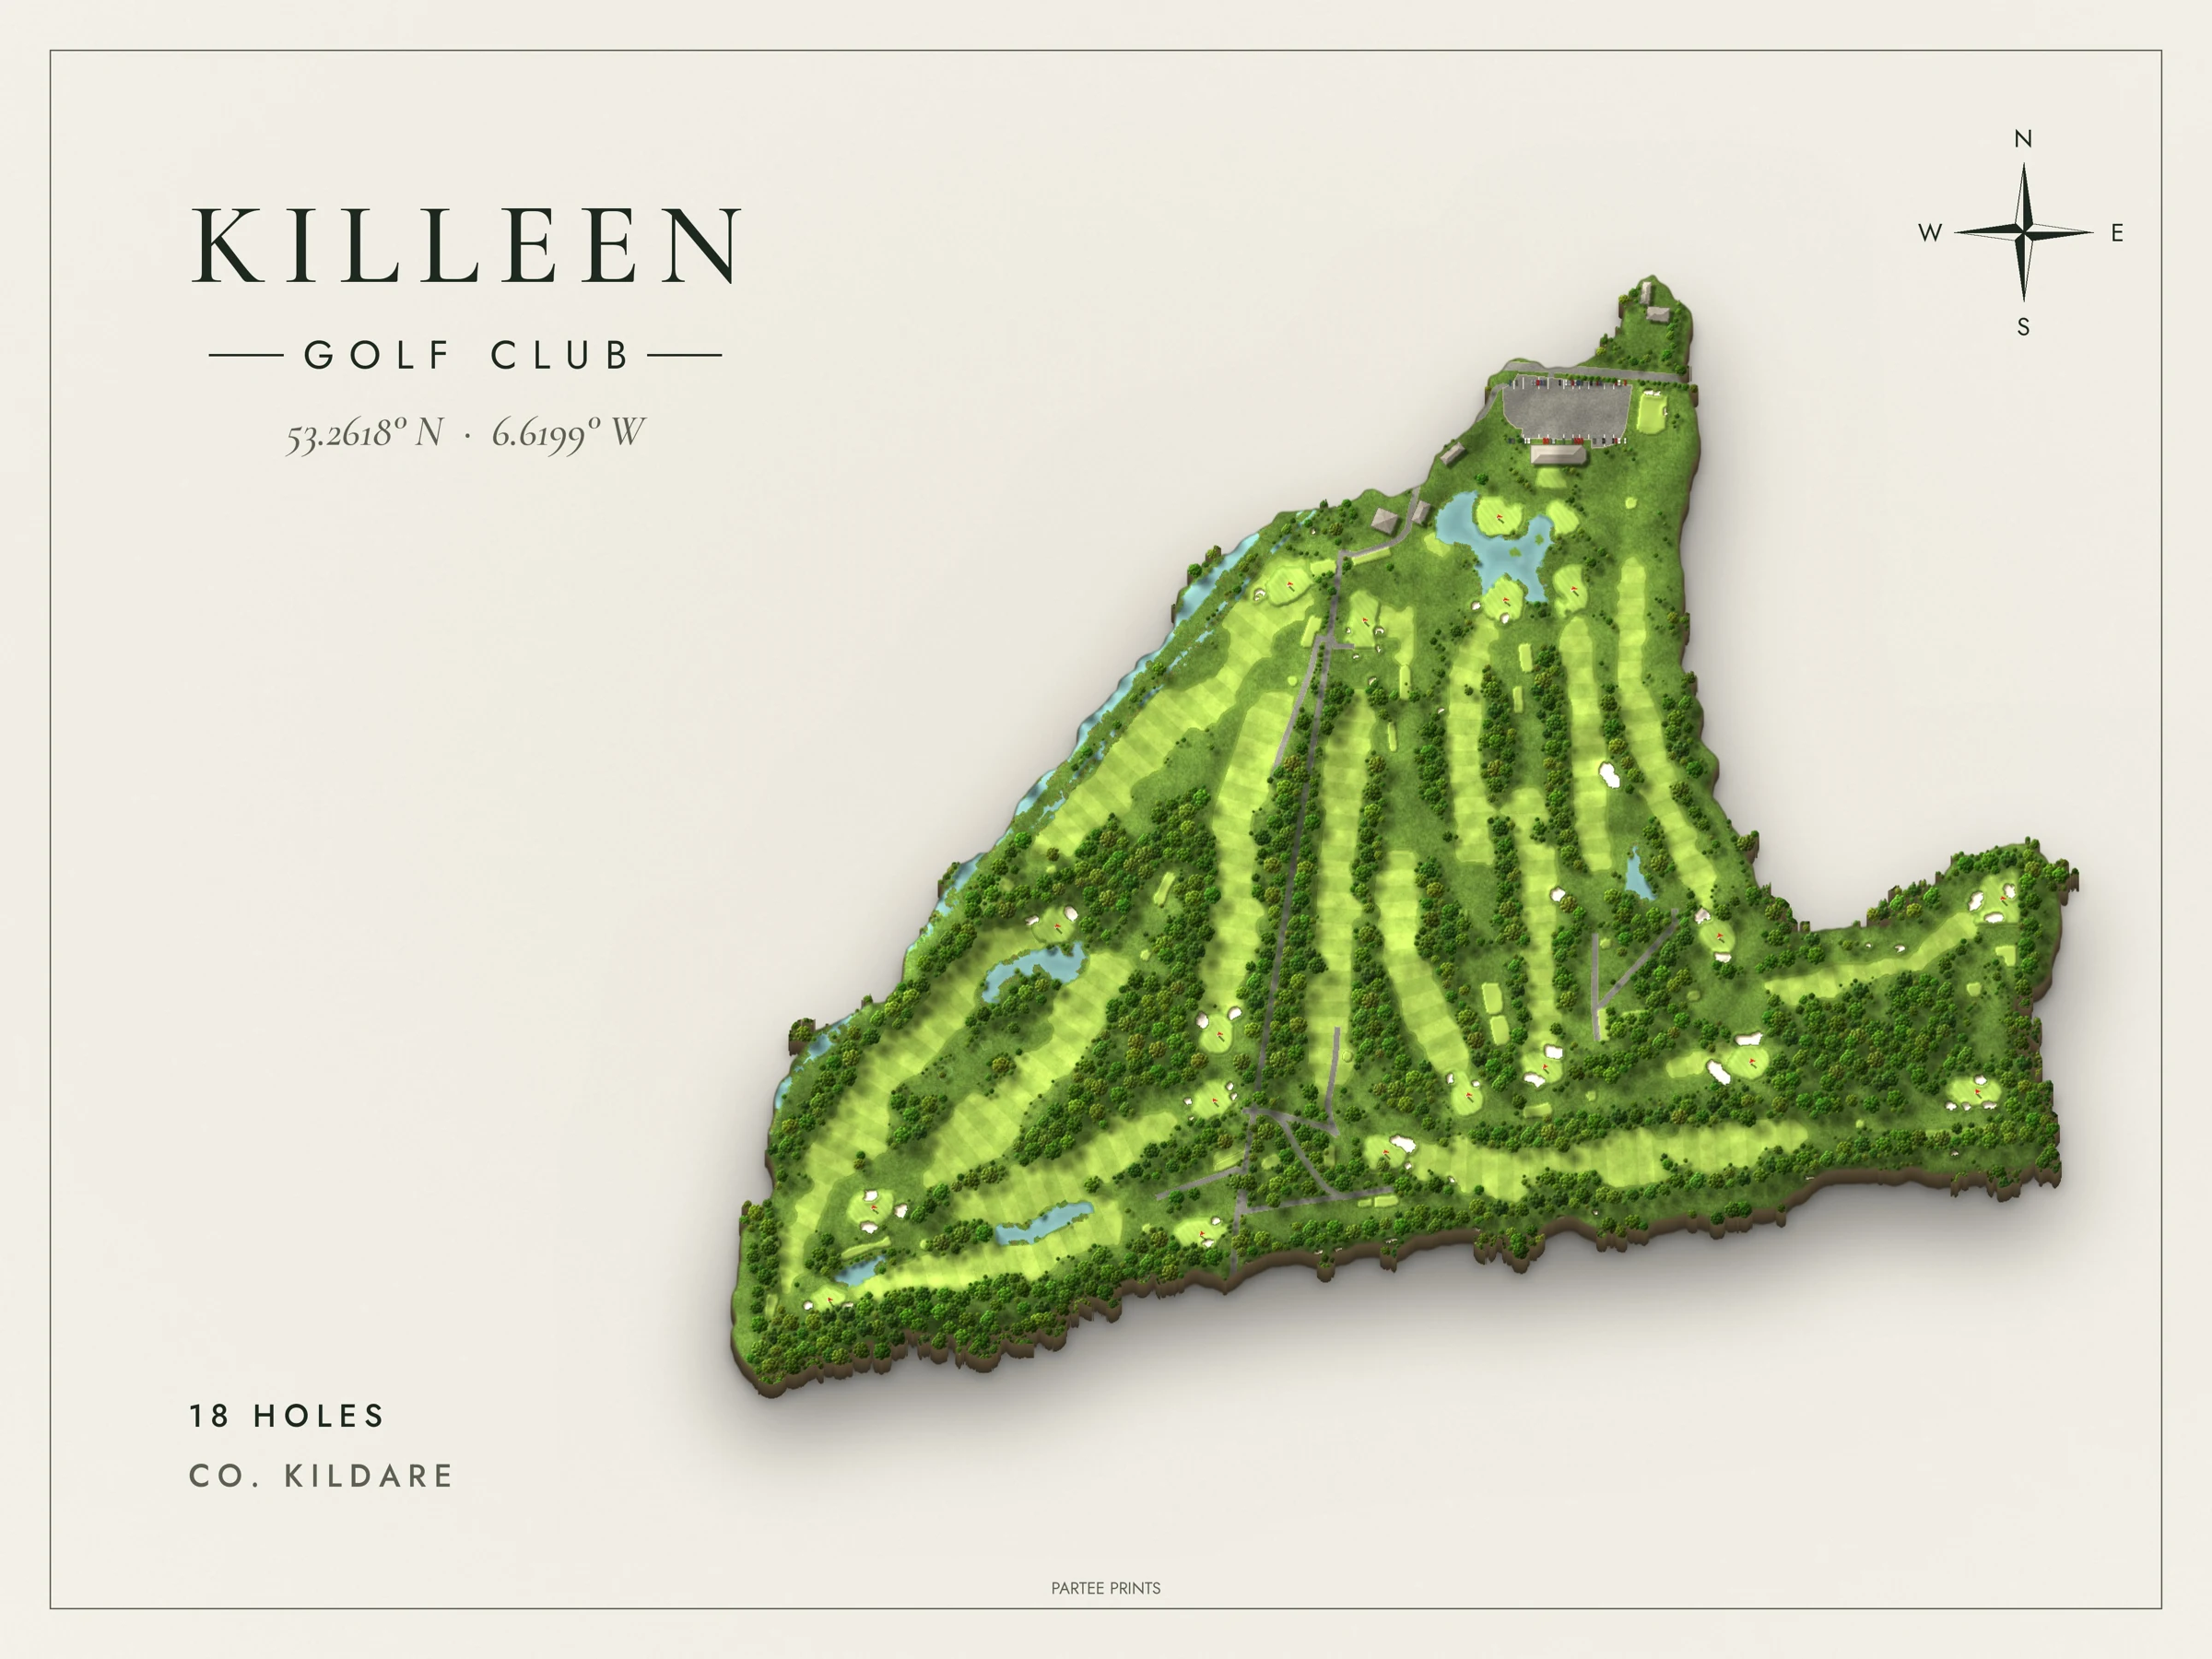 KILLEEN
GOLF CLUB
53.2618° N · 6.6199° W
N
W E
S
18 HOLES
CO. KILDARE
PARTEE PRINTS